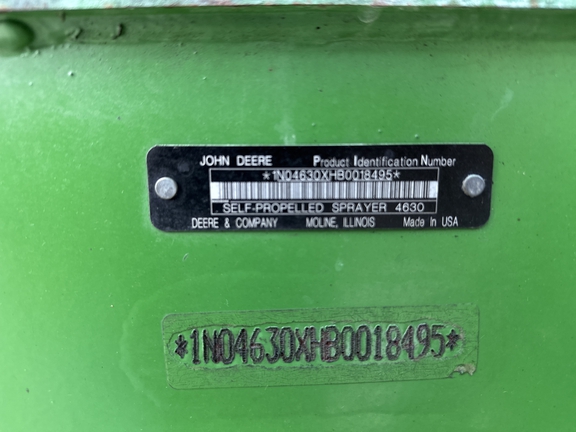 JOHN DEERE Product Identification Number
*1N04630XHB0018495*
SELF-PROPELLED SPRAYER 4630
DEERE & COMPANY MOLINE, ILLINOIS Made In USA
*1N04630XHB0018495*